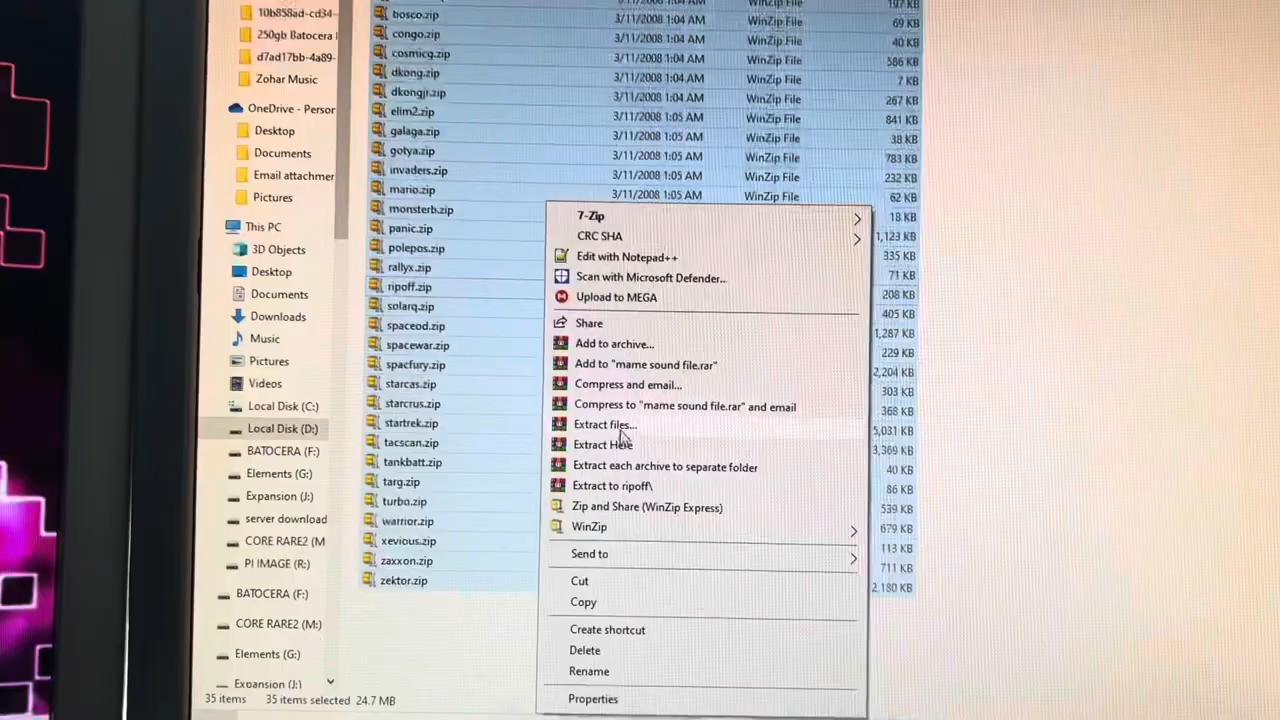 10b858ad-cd34-
250gb Batocera
d7ad17bb-4a89-
Zohar Music
OneDrive - Person
Desktop
Documents
Email attachmer
Pictures
This PC
3D Objects
Desktop
Documents
Downloads
Music
Pictures
Videos
Local Disk (C:)
Local Disk (D:)
BATOCERA (F:)
Elements (G:)
Expansion (J:)
server download
CORE RARE2 (M
PI IMAGE (R:)
BATOCERA (F:)
CORE RARE2 (M:)
Elements (G:)
Expansion (J:)
35 items 35 items selected 24.7 MB
WinZip File 197 KB
bosco.zip 3/11/2008 1:04 AM WinZip File 69 KB
congo.zip 3/11/2008 1:04 AM WinZip File 40 KB
cosmicg.zip 3/11/2008 1:04 AM WinZip File 586 KB
dkong.zip 3/11/2008 1:04 AM WinZip File 7 KB
dkongjr.zip 3/11/2008 1:04 AM WinZip File 267 KB
elim2.zip 3/11/2008 1:05 AM WinZip File 841 KB
galaga.zip 3/11/2008 1:05 AM WinZip File 38 KB
gotya.zip 3/11/2008 1:05 AM WinZip File 783 KB
invaders.zip 3/11/2008 1:05 AM WinZip File 232 KB
mario.zip 3/11/2008 1:05 AM WinZip File 62 KB
monsterb.zip 18 KB
panic.zip 1,123 KB
polepos.zip 335 KB
rallyx.zip 71 KB
ripoff.zip 208 KB
solarq.zip 405 KB
spaceod.zip 1,287 KB
spacewar.zip 229 KB
spacfury.zip 2,204 KB
starcas.zip 303 KB
starcrus.zip 368 KB
startrek.zip 5,031 KB
tacscan.zip 3,369 KB
tankbatt.zip 40 KB
targ.zip 86 KB
turbo.zip 539 KB
warrior.zip 679 KB
xevious.zip 113 KB
zaxxon.zip 711 KB
zektor.zip 2,180 KB
7-Zip
CRC SHA
Edit with Notepad++
Scan with Microsoft Defender...
Upload to MEGA
Share
Add to archive...
Add to "mame sound file.rar"
Compress and email...
Compress to "mame sound file.rar" and email
Extract files...
Extract Here
Extract each archive to separate folder
Extract to ripoff\
Zip and Share (WinZip Express)
WinZip
Send to
Cut
Copy
Create shortcut
Delete
Rename
Properties